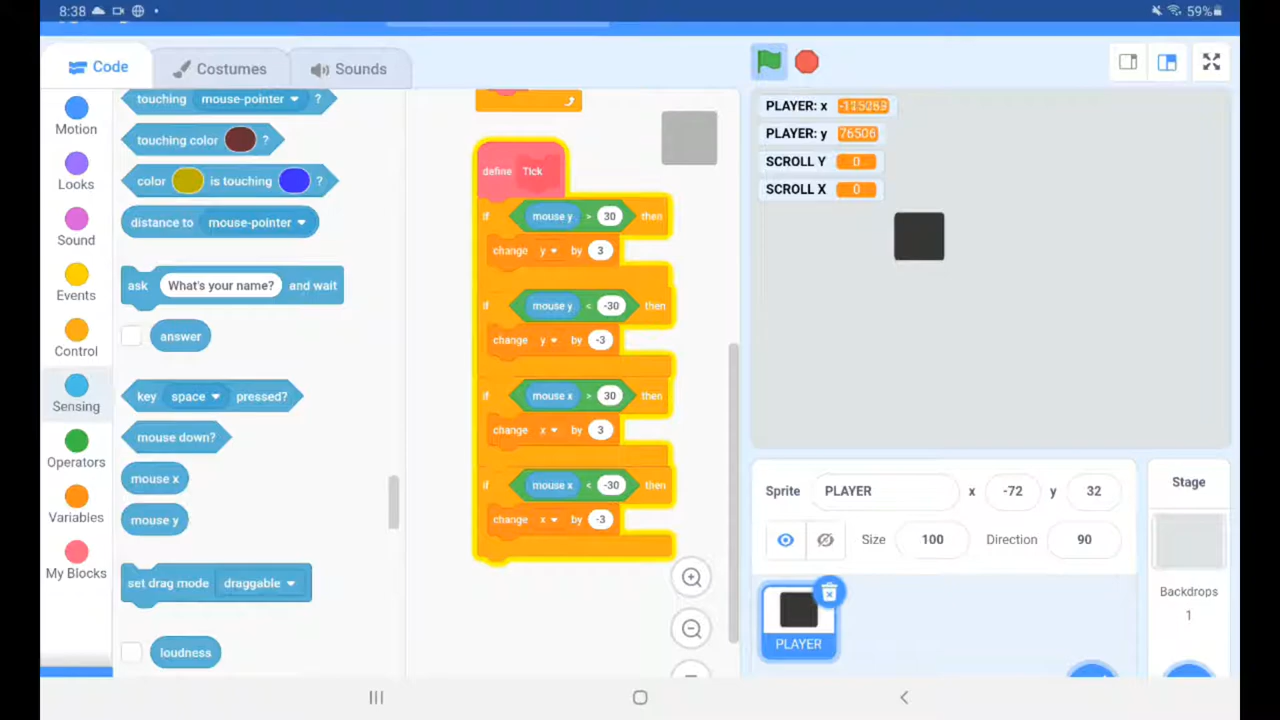 8:38 59%
Code Costumes Sounds
touching mouse-pointer ?
touching color ?
color is touching ?
distance to mouse-pointer
ask What's your name? and wait
answer
key space pressed?
mouse down?
mouse x
mouse y
set drag mode draggable
loudness
Motion
Looks
Sound
Events
Control
Sensing
Operators
Variables
My Blocks
define Tick
if mouse y > 30 then
change y by 3
if mouse y < -30 then
change y by -3
if mouse x > 30 then
change x by 3
if mouse x < -30 then
change x by -3
PLAYER: x
PLAYER: y 76506
SCROLL Y 0
SCROLL X 0
Sprite PLAYER x -72 y 32
Size 100 Direction 90
PLAYER
Stage
Backdrops
1